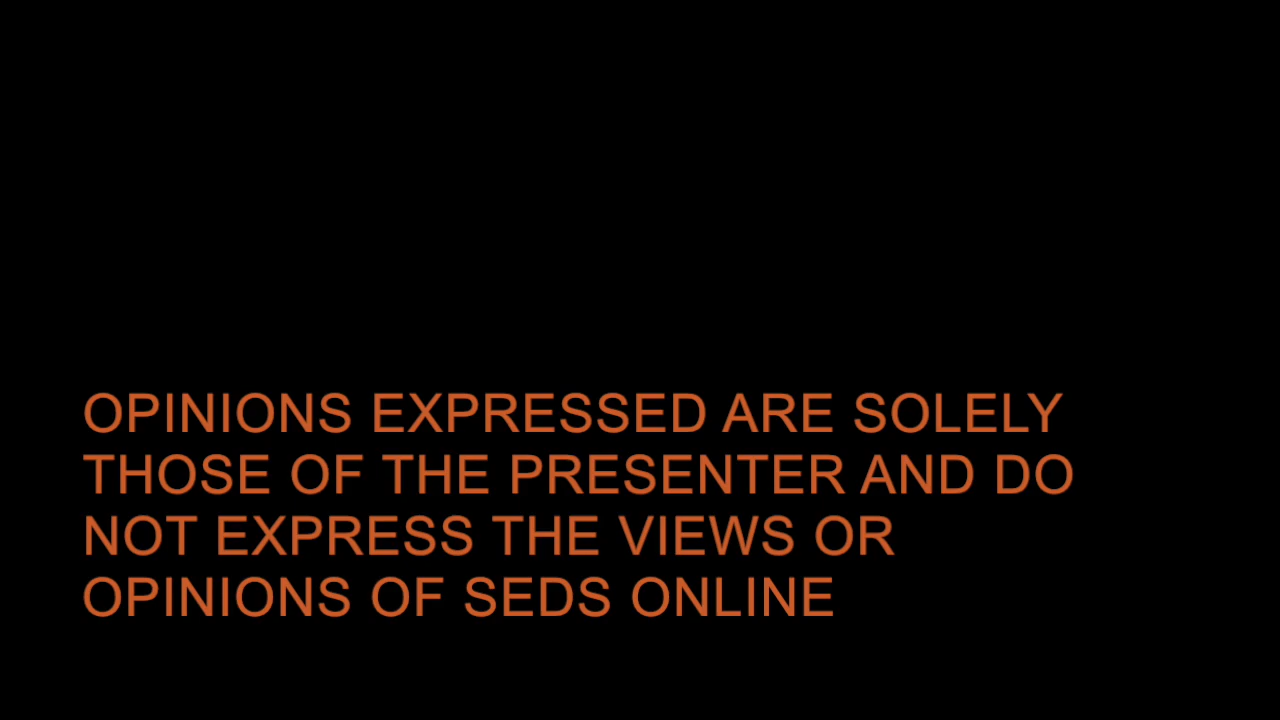 OPINIONS EXPRESSED ARE SOLELY
THOSE OF THE PRESENTER AND DO
NOT EXPRESS THE VIEWS OR
OPINIONS OF SEDS ONLINE